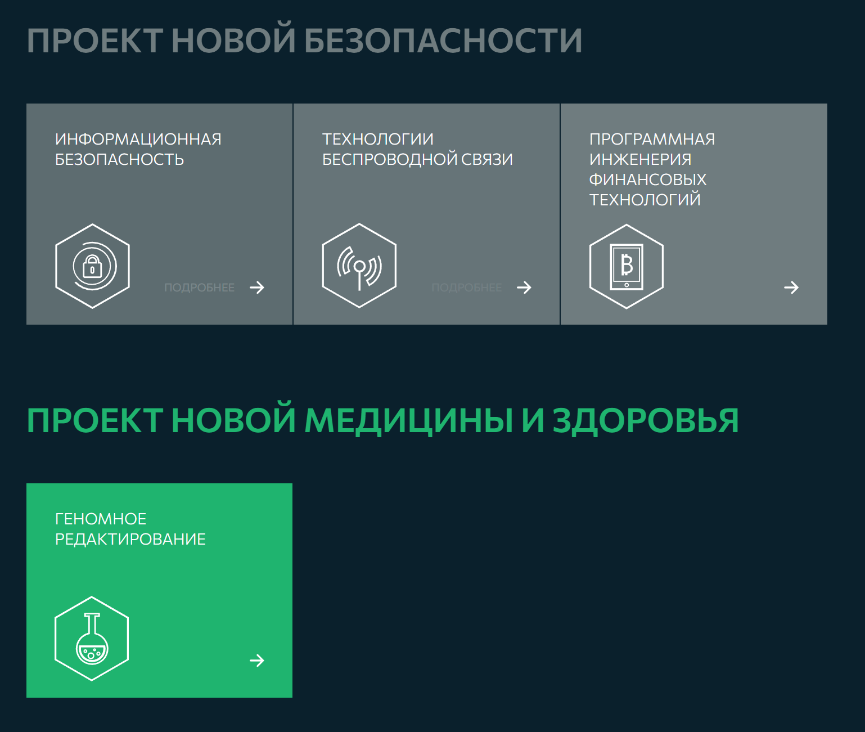 ПРОЕКТ НОВОЙ БЕЗОПАСНОСТИ
ИНФОРМАЦИОННАЯ
БЕЗОПАСНОСТЬ
ПОДРОБНЕЕ
ТЕХНОЛОГИИ
БЕСПРОВОДНОЙ СВЯЗИ
ПОДРОБНЕЕ
ПРОГРАММНАЯ
ИНЖЕНЕРИЯ
ФИНАНСОВЫХ
ТЕХНОЛОГИЙ
ПРОЕКТ НОВОЙ МЕДИЦИНЫ И ЗДОРОВЬЯ
ГЕНОМНОЕ
РЕДАКТИРОВАНИЕ